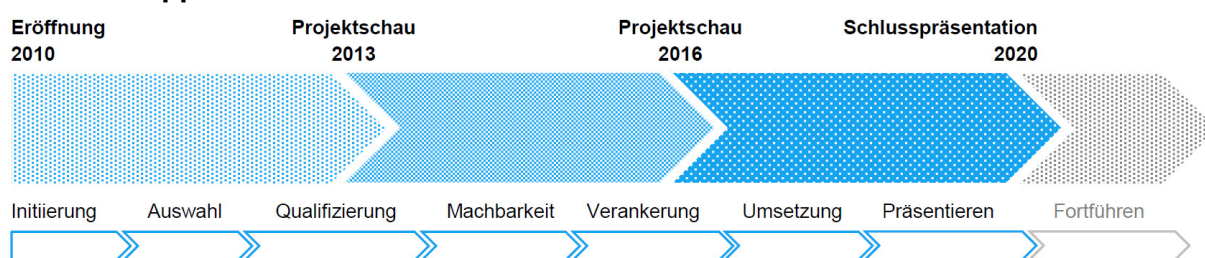 Eröffnung Projektschau Projektschau Schlusspräsentation
2010 2013 2016 2020
Initiierung Auswahl Qualifizierung Machbarkeit Verankerung Umsetzung Präsentieren Fortführen